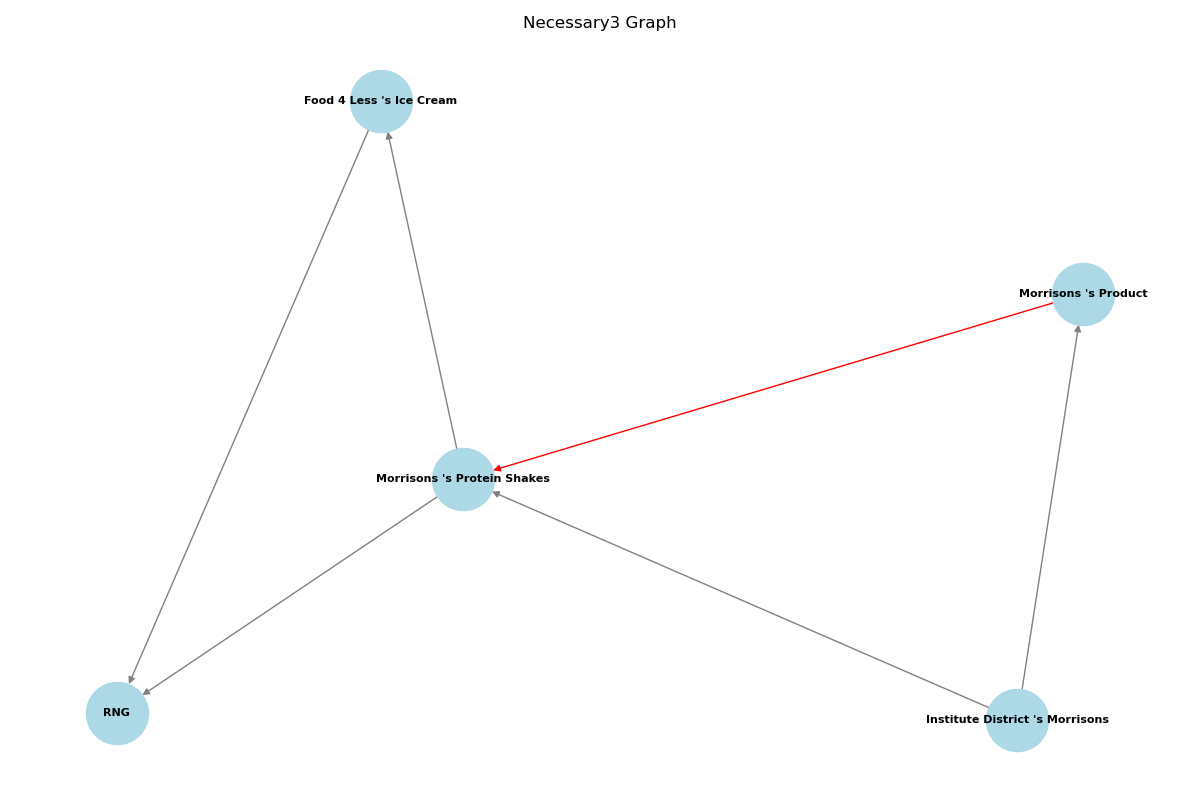 Necessary3 Graph
Food 4 Less 's Ice Cream
Morrisons 's Product
Morrisons 's Protein Shakes
RNG
Institute District 's Morrisons